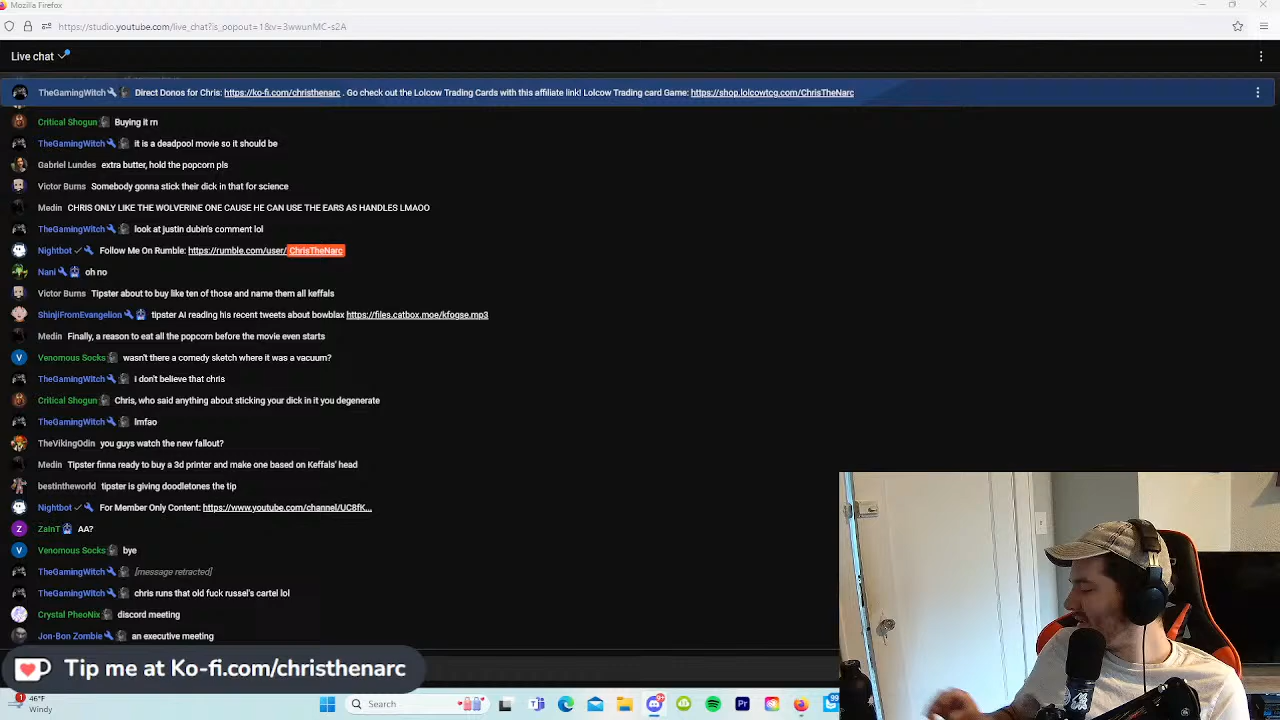 Mozilla Firefox
https://studio.youtube.com/live_chat?is_popout=1&v=3wwunMC-s2A
Live chat
TheGamingWitch Direct Donos for Chris: https://ko-fi.com/christhenarc . Go check out the Lolcow Trading Cards with this affiliate link! Lolcow Trading card Game: https://shop.lolcowtcg.com/ChrisTheNarc
Critical Shogun Buying it rn
TheGamingWitch it is a deadpool movie so it should be
Gabriel Lundes extra butter, hold the popcorn pls
Victor Burns Somebody gonna stick their dick in that for science
Medin CHRIS ONLY LIKE THE WOLVERINE ONE CAUSE HE CAN USE THE EARS AS HANDLES LMAOO
TheGamingWitch look at justin dubin's comment lol
Nightbot Follow Me On Rumble: https://rumble.com/user/ChrisTheNarc
Nani oh no
Victor Burns Tipster about to buy like ten of those and name them all keffals
ShinjiFromEvangelion tipster AI reading his recent tweets about bowblax https://files.catbox.moe/kfogse.mp3
Medin Finally, a reason to eat all the popcorn before the movie even starts
V Venomous Socks wasn't there a comedy sketch where it was a vacuum?
TheGamingWitch I don't believe that chris
Critical Shogun Chris, who said anything about sticking your dick in it you degenerate
TheGamingWitch lmfao
TheVikingOdin you guys watch the new fallout?
Medin Tipster finna ready to buy a 3d printer and make one based on Keffals' head
bestintheworld tipster is giving doodletones the tip
Nightbot For Member Only Content: https://www.youtube.com/channel/UC8fK...
Z ZainT AA?
V Venomous Socks bye
TheGamingWitch [message retracted]
TheGamingWitch chris runs that old fuck russel's cartel lol
Crystal PheoNix discord meeting
Jon-Bon Zombie an executive meeting
Tip me at Ko-fi.com/christhenarc
1
46°F
Windy
Search
Pr
99